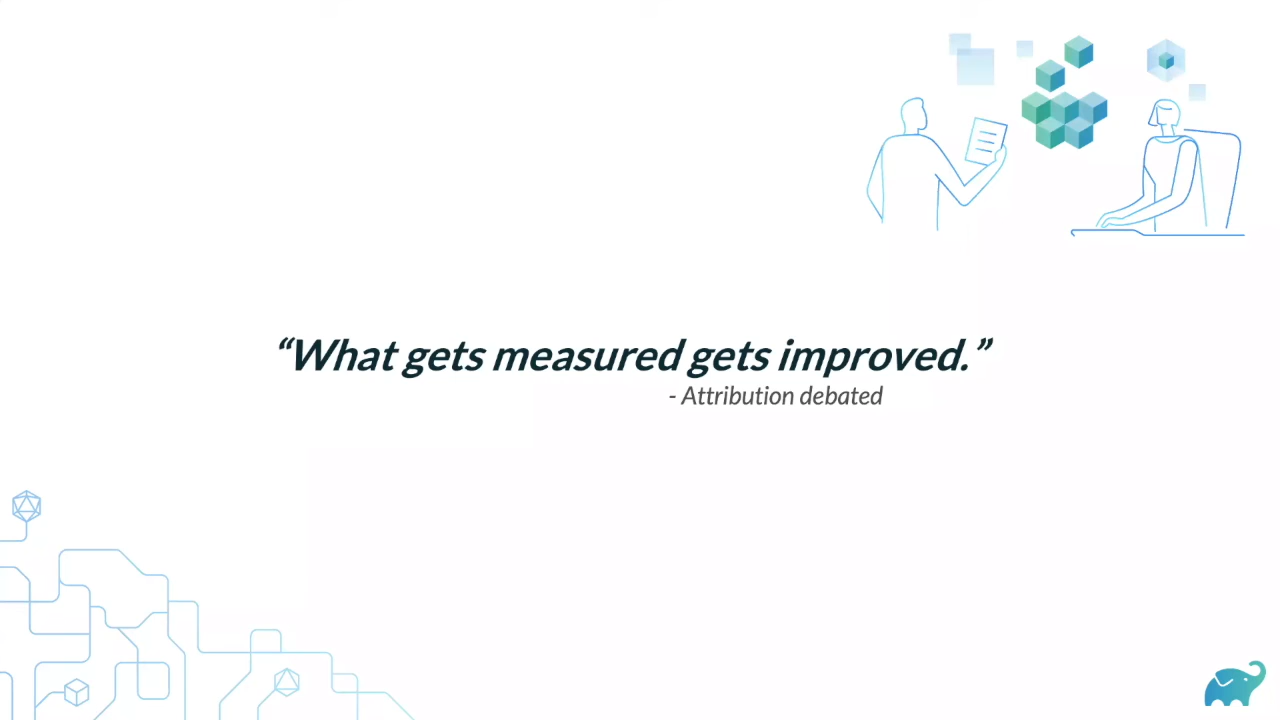 “What gets measured gets improved.”
- Attribution debated